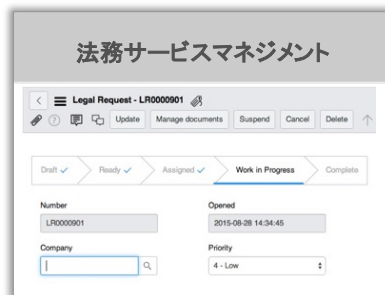 法務サービスマネジメント
Legal Request - LR0000901
Update Manage documents Suspend Cancel Delete
Draft Ready Assigned Work in Progress Complete
Number Opened
LR0000901 2015-08-28 14:34:45
Company Priority
4 - Low